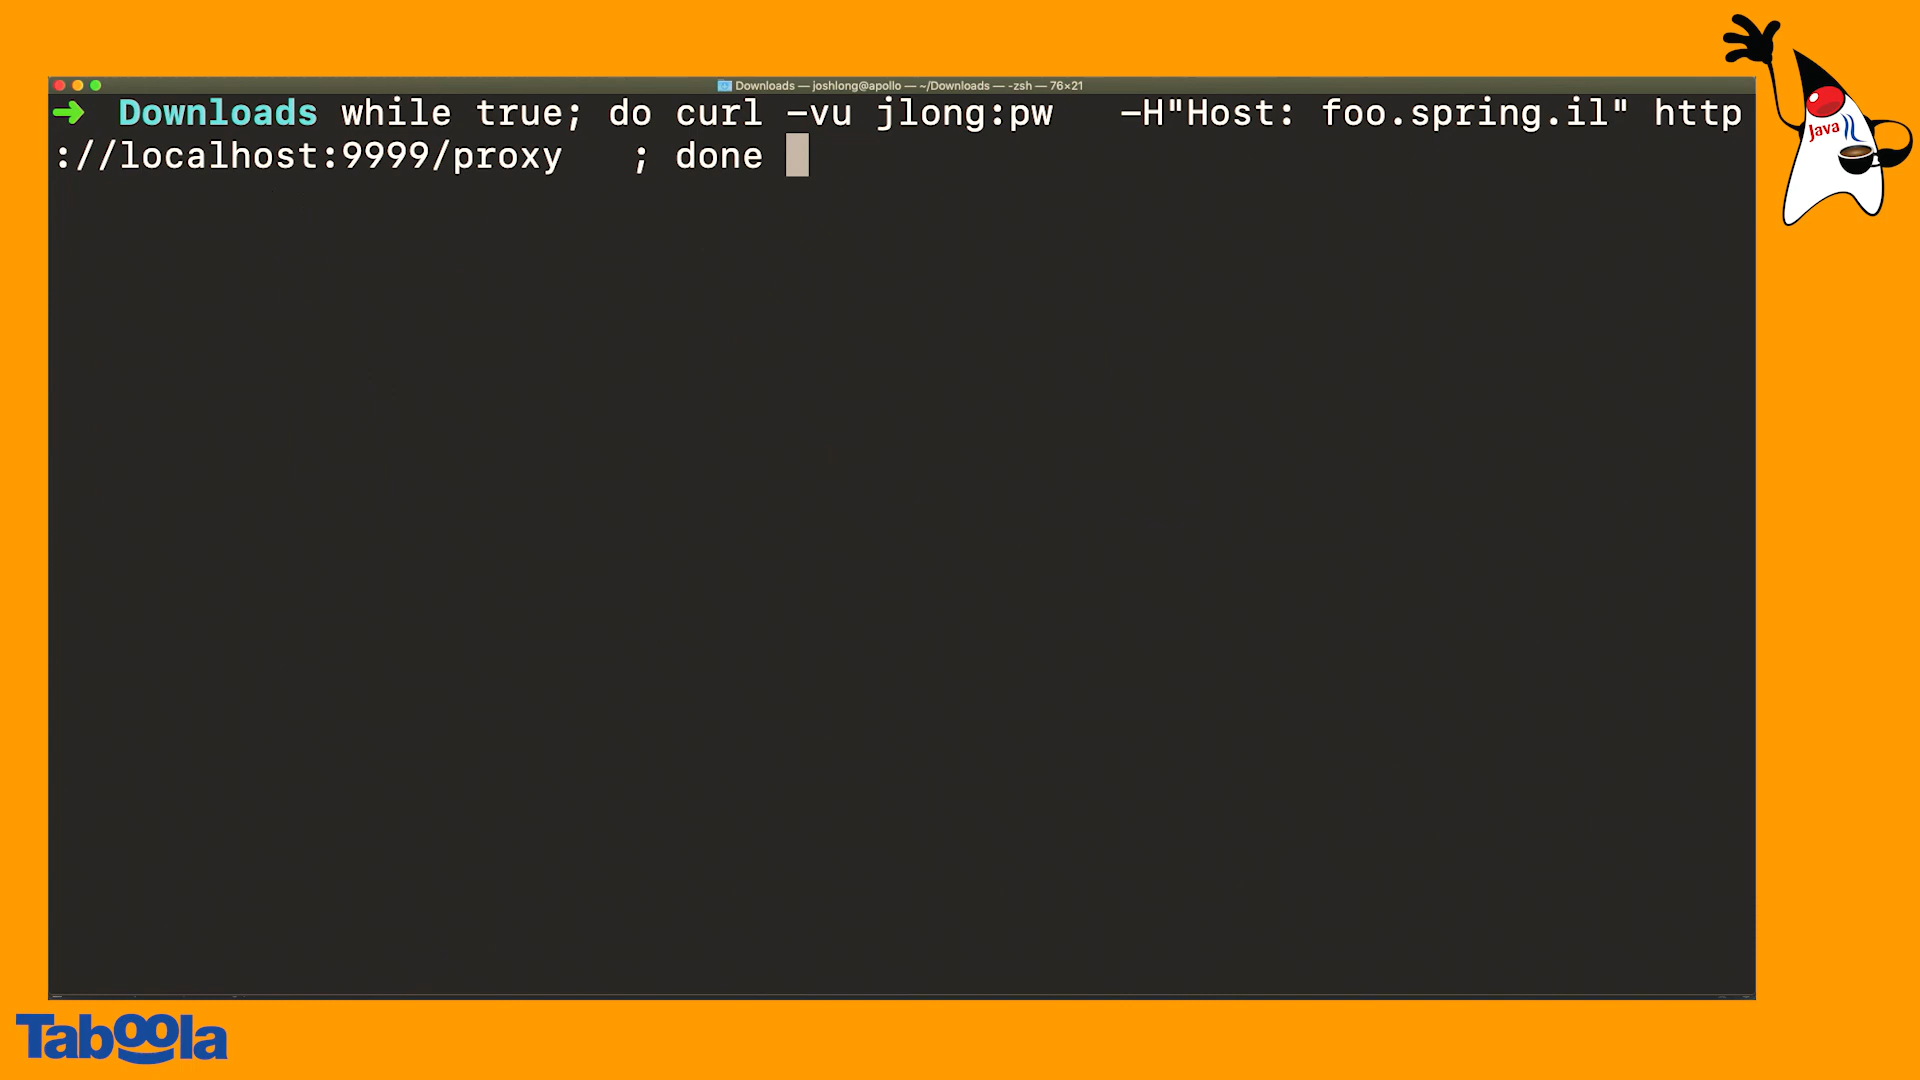 Downloads — joshlong@apollo — ~/Downloads — -zsh — 76×21
➜ Downloads while true; do curl -vu jlong:pw   -H"Host: foo.spring.il" http
://localhost:9999/proxy   ; done
Java
Taboola